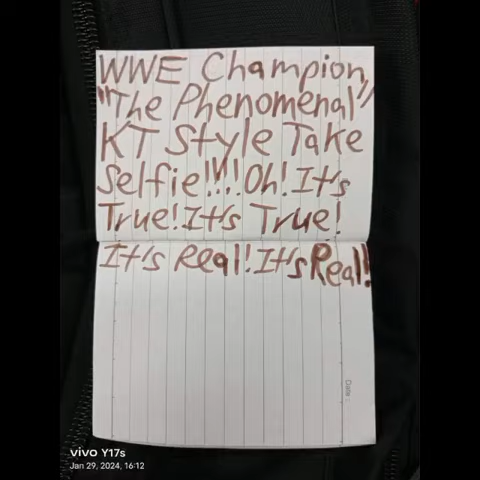 WWE Champion,
"The Phenomenal"
KT Style Take
Selfie!!!!Oh!It's
True!It's True!
It's Real!It's Real!
Date :
vivo Y17s
Jan 29, 2024, 16:12